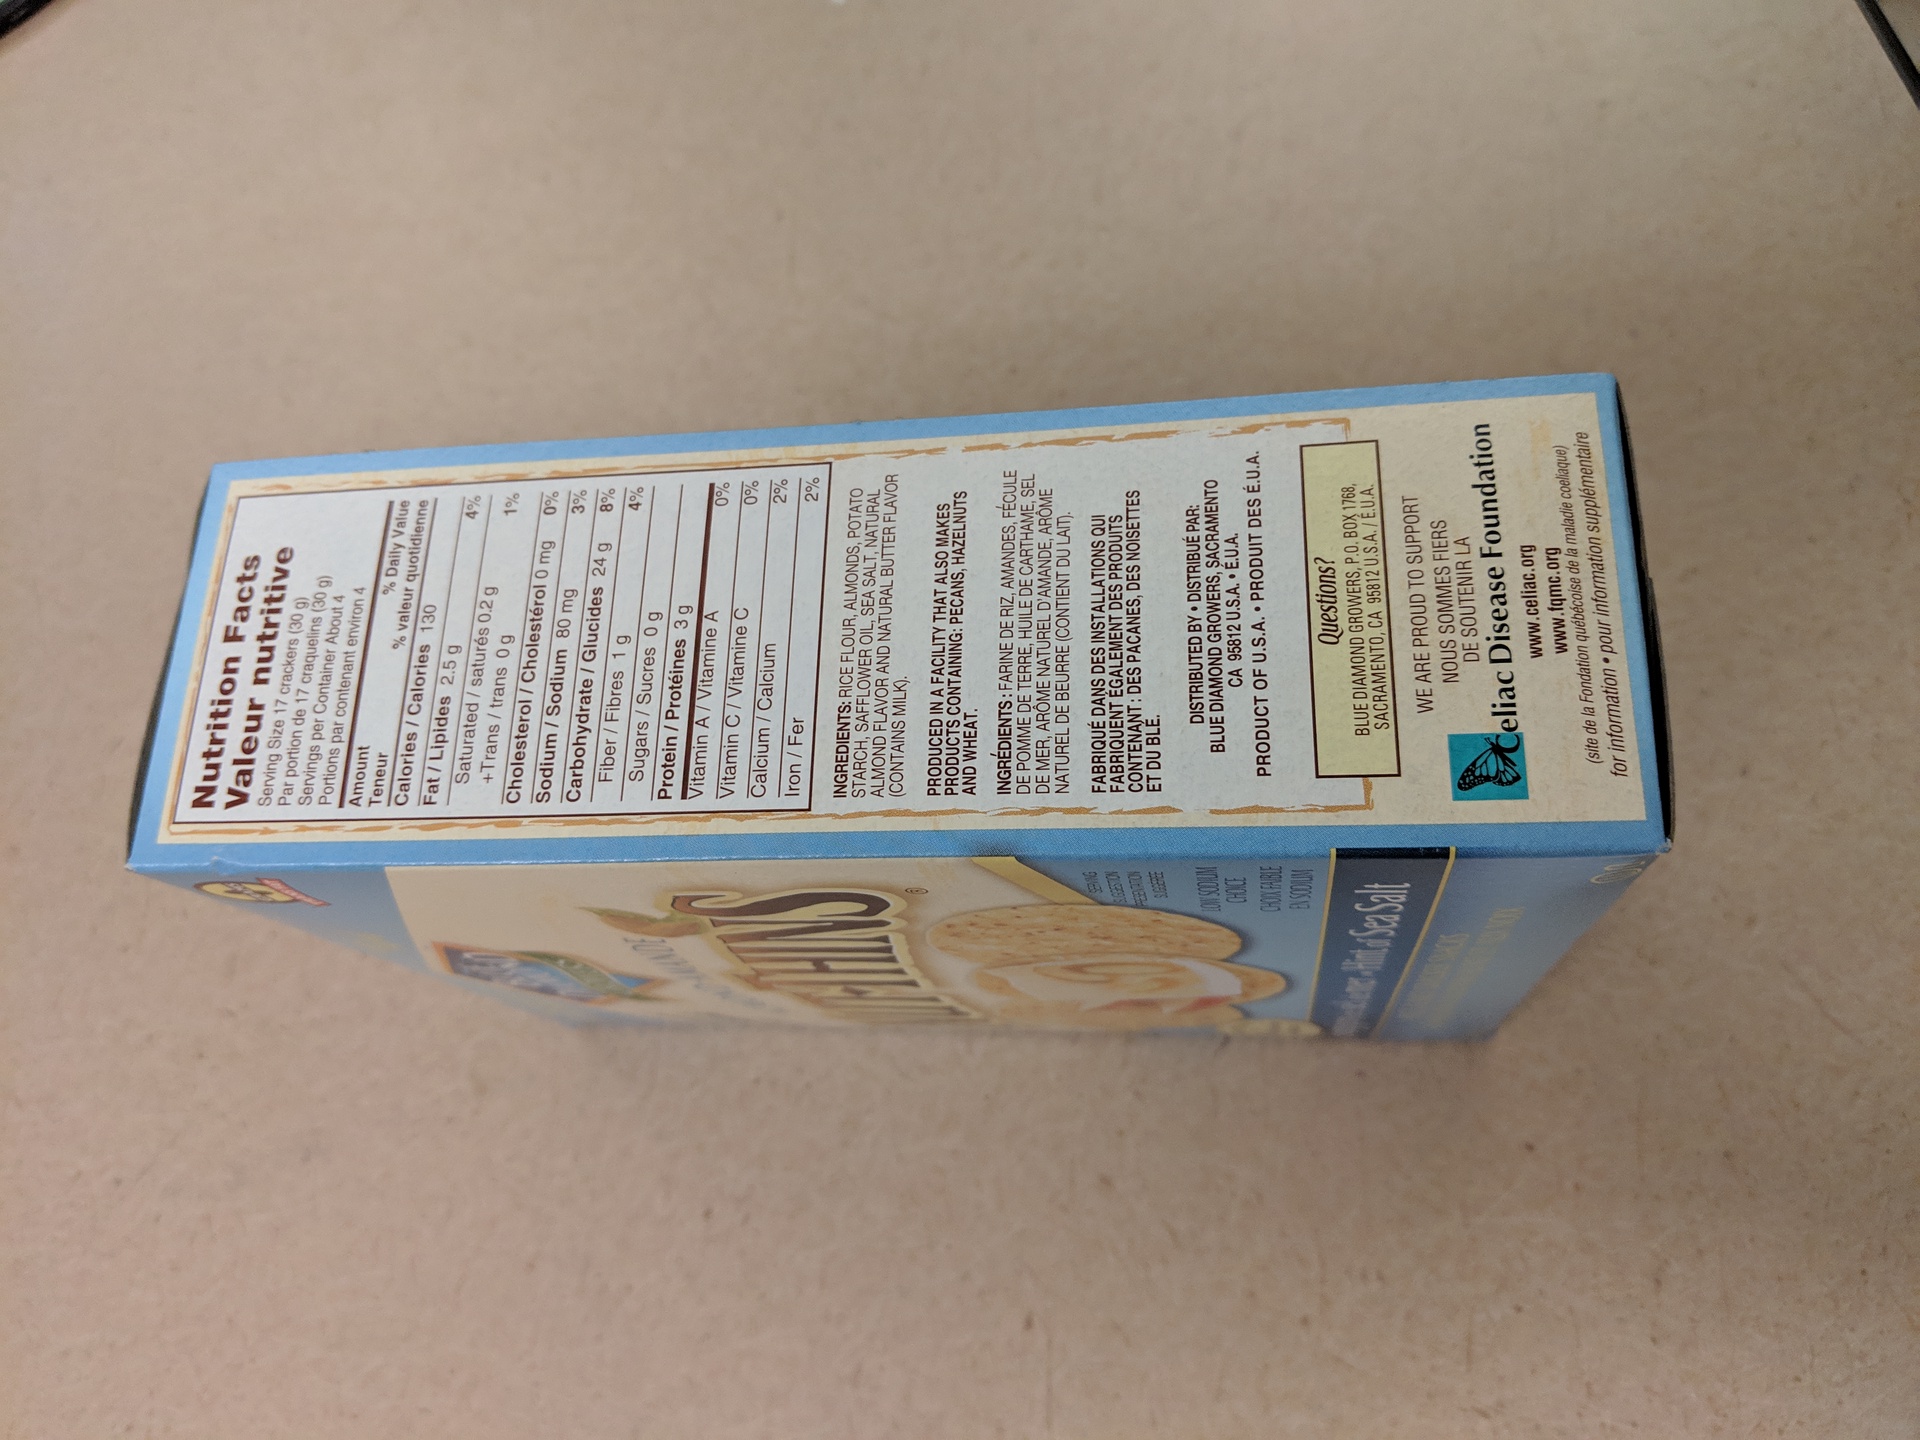 Nutrition Facts
Valeur nutritive
Serving Size 17 crackers (30 g)
Par portion de 17 craquelins (30 g)
Servings per Container About 4
Portions par contenant environ 4
Amount % Daily Value
Teneur % valeur quotidienne
Calories / Calories 130
Fat / Lipides 2.5 g 4%
Saturated / saturés 0.2 g
+Trans / trans 0 g 1%
Cholesterol / Cholestérol 0 mg 0%
Sodium / Sodium 80 mg 3%
Carbohydrate / Glucides 24 g 8%
Fiber / Fibres 1 g 4%
Sugars / Sucres 0 g
Protein / Protéines 3 g
Vitamin A / Vitamine A 0%
Vitamin C / Vitamine C 0%
Calcium / Calcium 2%
Iron / Fer 2%
INGREDIENTS: RICE FLOUR, ALMONDS, POTATO
STARCH, SAFFLOWER OIL, SEA SALT, NATURAL
ALMOND FLAVOR AND NATURAL BUTTER FLAVOR
(CONTAINS MILK).
PRODUCED IN A FACILITY THAT ALSO MAKES
PRODUCTS CONTAINING: PECANS, HAZELNUTS
AND WHEAT.
INGRÉDIENTS : FARINE DE RIZ, AMANDES, FÉCULE
DE POMME DE TERRE, HUILE DE CARTHAME, SEL
DE MER, ARÔME NATUREL D'AMANDE, ARÔME
NATUREL DE BEURRE (CONTIENT DU LAIT).
FABRIQUÉ DANS DES INSTALLATIONS QUI
FABRIQUENT ÉGALEMENT DES PRODUITS
CONTENANT : DES PACANES, DES NOISETTES
ET DU BLÉ.
DISTRIBUTED BY • DISTRIBUÉ PAR:
BLUE DIAMOND GROWERS, SACRAMENTO
CA 95812 U.S.A. • É.U.A.
PRODUCT OF U.S.A. • PRODUIT DES É.U.A.
Questions?
BLUE DIAMOND GROWERS, P.O. BOX 1768,
SACRAMENTO, CA 95812 U.S.A. / É.U.A.
WE ARE PROUD TO SUPPORT
NOUS SOMMES FIERS
DE SOUTENIR LA
Celiac Disease Foundation
www.celiac.org
www.fqmc.org
(site de la Fondation québécoise de la maladie coeliaque)
for information • pour information supplémentaire
THINS
®
SERVING
SUGGESTION
PRÉSENTATION
SUGGÉRÉE
LOW SODIUM
CHOICE
CHOIX FAIBLE
EN SODIUM
Hint of Sea Salt